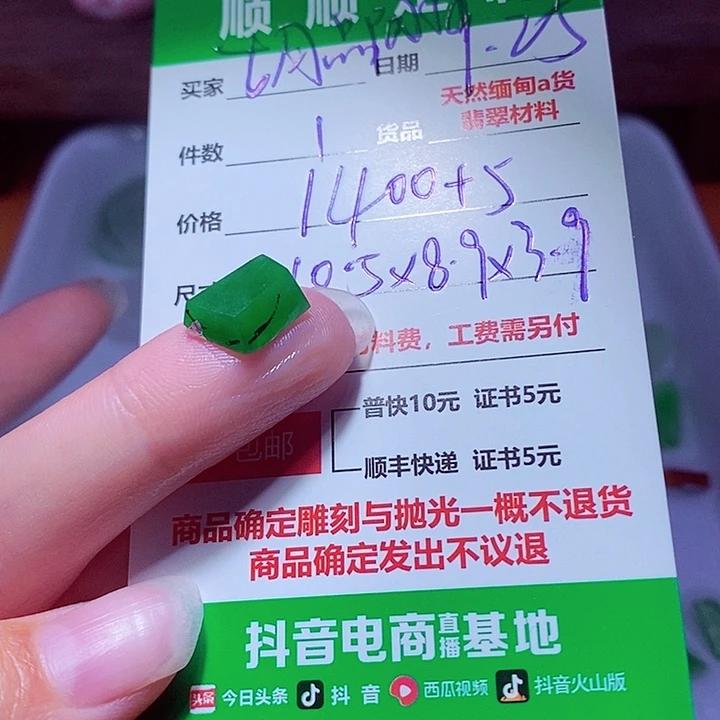 顺 顺
买家
日期 9.25
天然缅甸a货
翡翠材料
件数 1 货品
价格 1400+5
10.5x8.9x3.9
料费，工费需另付
普快10元 证书5元
包邮
顺丰快递 证书5元
商品确定雕刻与抛光一概不退货
商品确定发出不议退
抖音电商直播基地
头条 今日头条 抖音 西瓜视频 抖音火山版